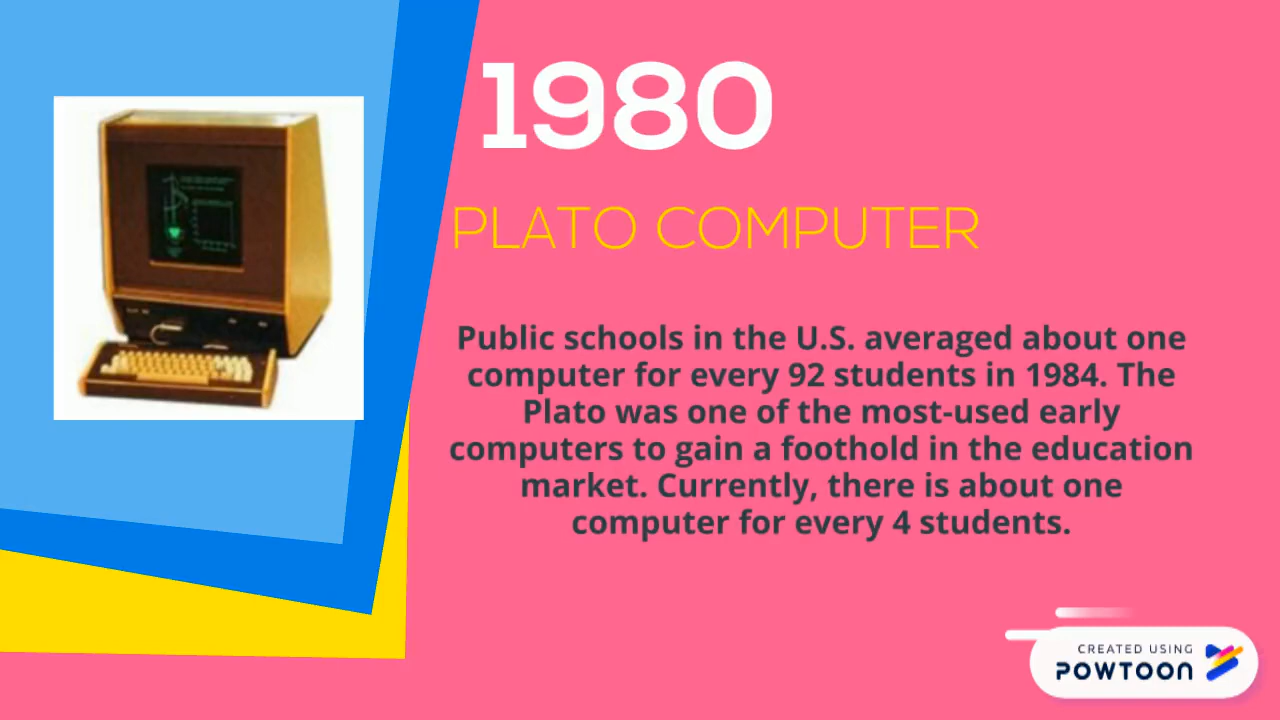 1980
PLATO COMPUTER
Public schools in the U.S. averaged about one
computer for every 92 students in 1984. The
Plato was one of the most-used early
computers to gain a foothold in the education
market. Currently, there is about one
computer for every 4 students.
CREATED USING
POWTOON